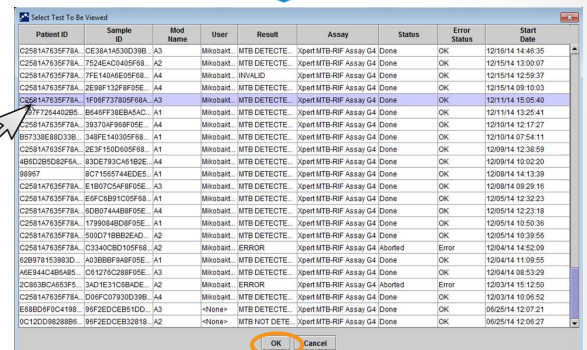 Select Test To Be Viewed
Patient ID Sample ID Mod Name User Result Assay Status Error Status Start Date
C2581A7635F78A... CE38A1A530D39B... A3 Mikobakt... MTB DETECTE... Xpert MTB-RIF Assay G4 Done OK 12/16/14 14:46:35
C2581A7635F78A... 7524EAC0405F68... A2 Mikobakt... MTB DETECTE... Xpert MTB-RIF Assay G4 Done OK 12/15/14 13:00:07
C2581A7635F78A... 7FE140A6E05F68... A4 Mikobakt... INVALID Xpert MTB-RIF Assay G4 Done OK 12/15/14 12:59:37
C2581A7635F78A... 2E98F132F8F05E... A4 Mikobakt... MTB DETECTE... Xpert MTB-RIF Assay G4 Done OK 12/15/14 09:10:03
C2581A7635F78A... 1F06F737805F68A... A3 Mikobakt... MTB DETECTE... Xpert MTB-RIF Assay G4 Done OK 12/11/14 15:05:40
B646FF38EBA5AC... A1 Mikobakt... MTB DETECTE... Xpert MTB-RIF Assay G4 Done OK 12/11/14 13:25:41
C2581A7635F78A... 39370AF968F05E... A4 Mikobakt... MTB DETECTE... Xpert MTB-RIF Assay G4 Done OK 12/10/14 12:17:27
B57338E88D33B... 348FE140305F68... A1 Mikobakt... MTB DETECTE... Xpert MTB-RIF Assay G4 Done OK 12/10/14 07:54:11
C2581A7635F78A... 2E3F150D605F68... A4 Mikobakt... MTB DETECTE... Xpert MTB-RIF Assay G4 Done OK 12/09/14 12:38:59
4B6D2B5D82F6A... 83DE793CA61B2E... A4 Mikobakt... MTB DETECTE... Xpert MTB-RIF Assay G4 Done OK 12/09/14 10:02:20
98967 8C71565744EDE5... A1 Mikobakt... MTB DETECTE... Xpert MTB-RIF Assay G4 Done OK 12/08/14 14:13:39
C2581A7635F78A... E1B07C5AF8F05E... A3 Mikobakt... MTB DETECTE... Xpert MTB-RIF Assay G4 Done OK 12/08/14 09:29:16
C2581A7635F78A... E6FC6B91C05F68... A1 Mikobakt... MTB DETECTE... Xpert MTB-RIF Assay G4 Done OK 12/05/14 12:32:23
C2581A7635F78A... 6DB074A4B8F05E... A4 Mikobakt... MTB DETECTE... Xpert MTB-RIF Assay G4 Done OK 12/05/14 12:23:18
C2581A7635F78A... 1799084BD8F05E... A1 Mikobakt... MTB DETECTE... Xpert MTB-RIF Assay G4 Done OK 12/05/14 10:50:36
C2581A7635F78A... 500D71BBB2EAD... A2 Mikobakt... MTB DETECTE... Xpert MTB-RIF Assay G4 Done OK 12/05/14 10:39:56
C2581A7635F78A... C3340CBD105F68... A2 Mikobakt... ERROR Xpert MTB-RIF Assay G4 Aborted Error 12/04/14 14:52:09
62B978153983D... A03BBBF9A8F05E... A1 Mikobakt... MTB DETECTE... Xpert MTB-RIF Assay G4 Done OK 12/04/14 11:09:55
A6E944C4B6A85... C61276C288F05E... A3 Mikobakt... MTB DETECTE... Xpert MTB-RIF Assay G4 Done OK 12/04/14 08:53:29
2C863BCA653F5... 3AD1E31C6BADE... A2 Mikobakt... ERROR Xpert MTB-RIF Assay G4 Aborted Error 12/03/14 15:12:50
C2581A7635F78A... D06FC07930D39B... A4 Mikobakt... MTB DETECTE... Xpert MTB-RIF Assay G4 Done OK 12/03/14 10:06:52
E68BD6F0C4198... 96F2EDCEB51DD... A3 <None> MTB DETECTE... Xpert MTB-RIF Assay G4 Done OK 06/25/14 12:07:21
0C12DD98288B6... 96F2EDCEB32818... A2 <None> MTB NOT DETE... Xpert MTB-RIF Assay G4 Done OK 06/25/14 12:06:27
OK Cancel